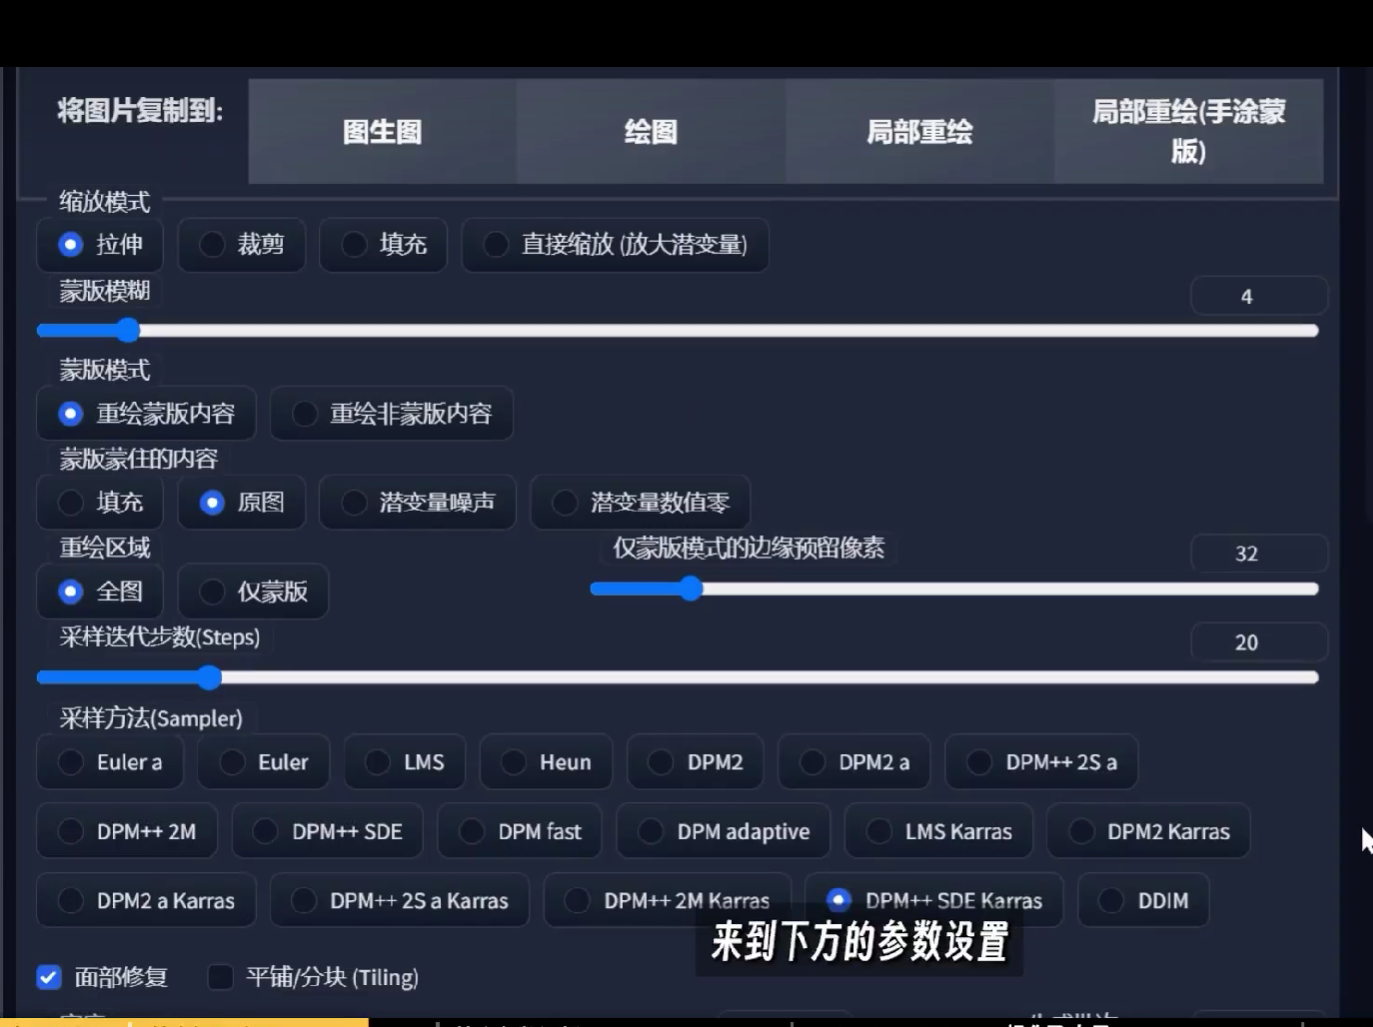 将图片复制到:
图生图
绘图
局部重绘
局部重绘(手涂蒙
版)
缩放模式
拉伸
裁剪
填充
直接缩放 (放大潜变量)
蒙版模糊
4
蒙版模式
重绘蒙版内容
重绘非蒙版内容
蒙版蒙住的内容
填充
原图
潜变量噪声
潜变量数值零
重绘区域
仅蒙版模式的边缘预留像素
32
全图
仅蒙版
采样迭代步数(Steps)
20
采样方法(Sampler)
Euler a
Euler
LMS
Heun
DPM2
DPM2 a
DPM++ 2S a
DPM++ 2M
DPM++ SDE
DPM fast
DPM adaptive
LMS Karras
DPM2 Karras
DPM2 a Karras
DPM++ 2S a Karras
DPM++ 2M Karras
DPM++ SDE Karras
DDIM
来到下方的参数设置
面部修复
平铺/分块 (Tiling)